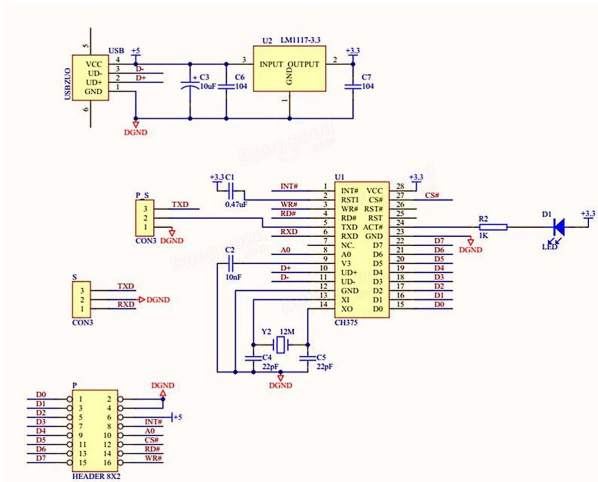 5 USB
+5
U2 LM1117-3.3
+3.3
VCC 4
UD- 3 D-
UD+ 2 D+
GND 1
USBZUO
6
3 INPUT OUTPUT 2
GND
1
C3
10uF
C6
104
C7
104
DGND
U1
+3.3 C1
0.47uF
+3.3
INT# 1 INT# VCC 28
2 RSTI CS# 27 CS#
WR# 3 WR# RST# 26
RD# 4 RD# RST 25
5 TXD ACT# 24
RXD 6 RXD GND 23
7 NC. D7 22 D7
A0 8 A0 D6 21 D6
9 V3 D5 20 D5
D+ 10 UD+ D4 19 D4
D- 11 UD- D3 18 D3
12 GND D2 17 D2
13 XI D1 16 D1
14 XO D0 15 D0
CH375
R2
1K
D1
LED
+3.3
DGND
P_S
3 TXD
2
1
CON3
DGND
C2
10nF
S
3 TXD
2 DGND
1 RXD
CON3
Y2 12M
C4
22pF
C5
22pF
DGND
P
DGND
D0 1 2
D1 3 4
D2 5 6 +5
D3 7 8 INT#
D4 9 10 A0
D5 11 12 CS#
D6 13 14 RD#
D7 15 16 WR#
HEADER 8X2